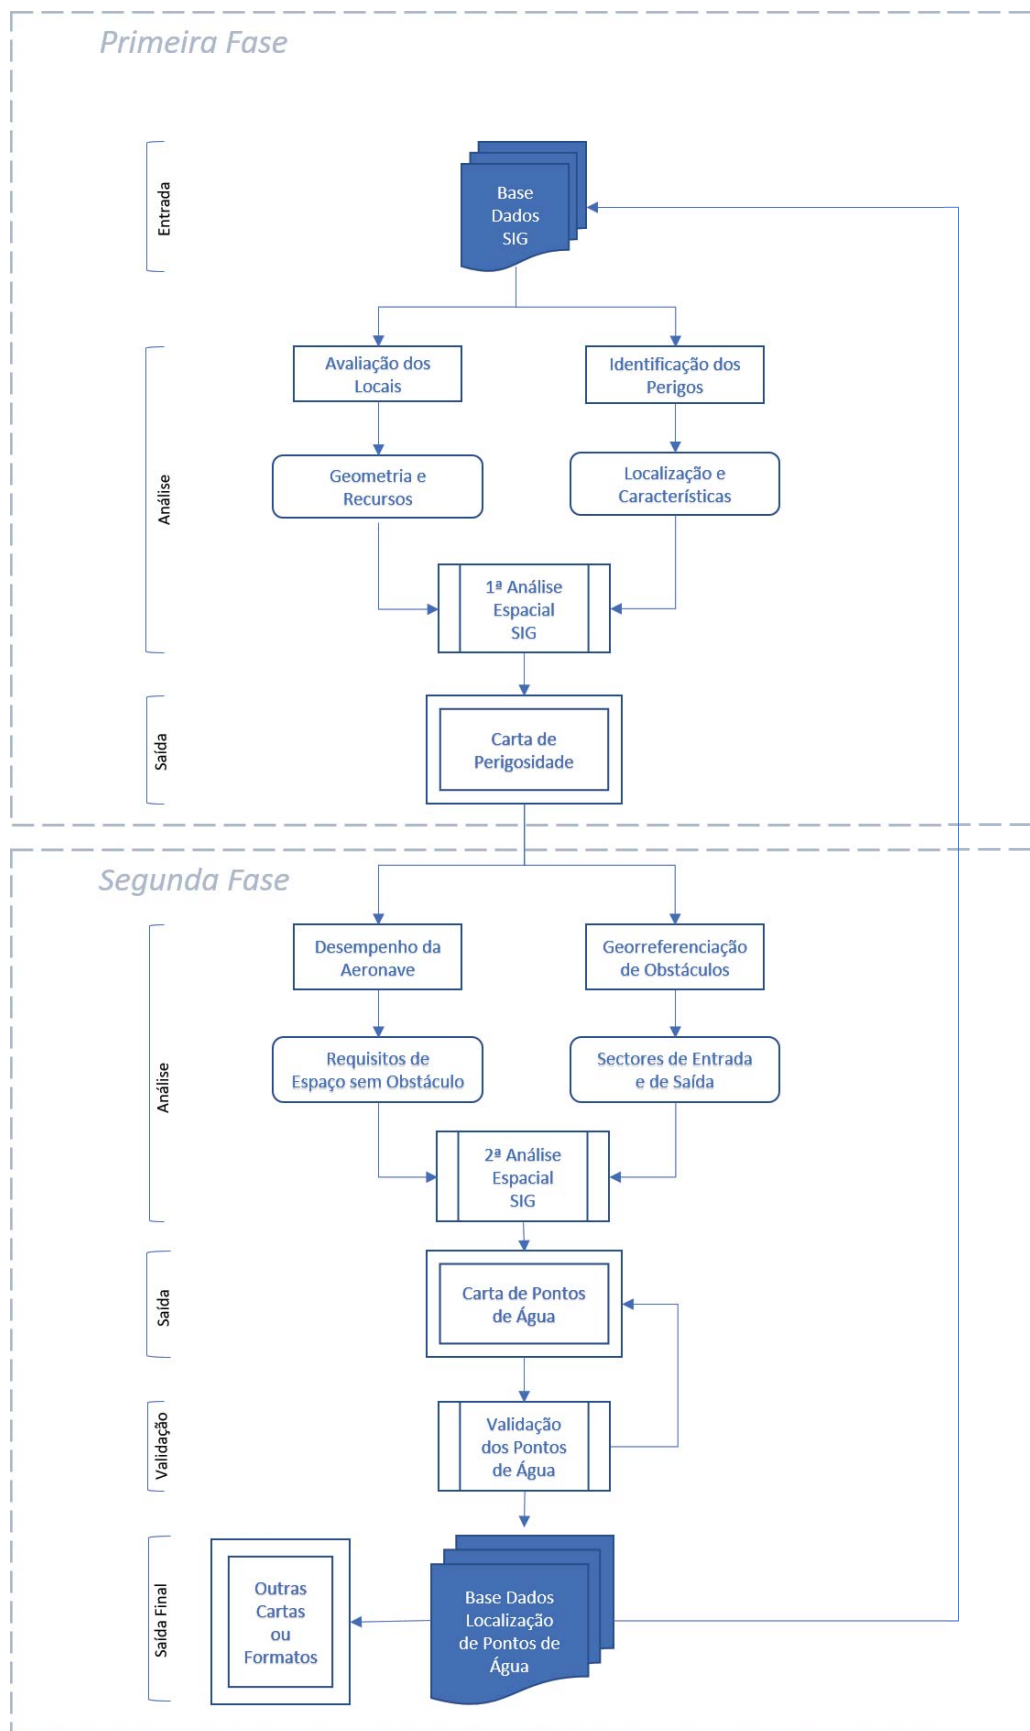 Primeira Fase
Entrada
Base
Dados
SIG
Análise
Avaliação dos
Locais
Identificação dos
Perigos
Geometria e
Recursos
Localização e
Características
1ª Análise
Espacial
SIG
Saída
Carta de
Perigosidade
Segunda Fase
Análise
Desempenho da
Aeronave
Georreferenciação
de Obstáculos
Requisitos de
Espaço sem Obstáculo
Sectores de Entrada
e de Saída
2ª Análise
Espacial
SIG
Saída
Carta de Pontos
de Água
Validação
Validação
dos Pontos
de Água
Saída Final
Outras
Cartas
ou
Formatos
Base Dados
Localização
de Pontos de
Água